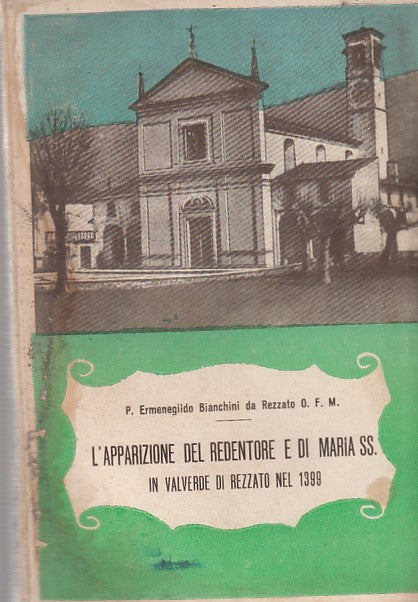 P. Ermenegildo Bianchini da Rezzato O. F. M.
L'APPARIZIONE DEL REDENTORE E DI MARIA SS.
IN VALVERDE DI REZZATO NEL 1399